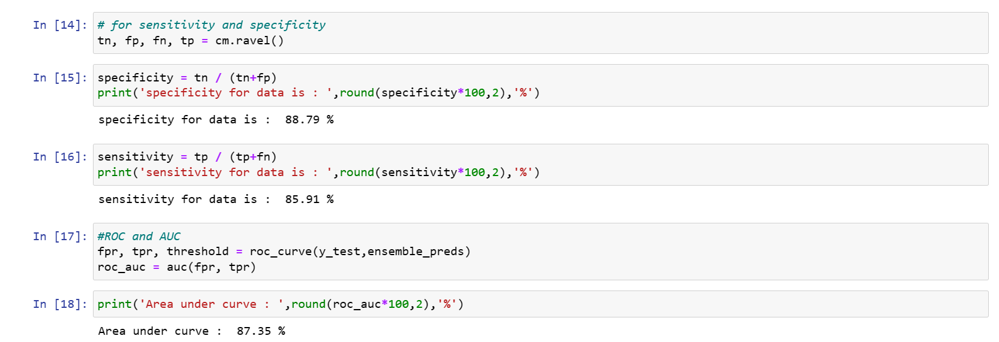 In [14]: # for sensitivity and specificity
tn, fp, fn, tp = cm.ravel()
In [15]: specificity = tn / (tn+fp)
print('specificity for data is : ',round(specificity*100,2),'%')
specificity for data is :  88.79 %
In [16]: sensitivity = tp / (tp+fn)
print('sensitivity for data is : ',round(sensitivity*100,2),'%')
sensitivity for data is :  85.91 %
In [17]: #ROC and AUC
fpr, tpr, threshold = roc_curve(y_test,ensemble_preds)
roc_auc = auc(fpr, tpr)
In [18]: print('Area under curve : ',round(roc_auc*100,2),'%')
Area under curve :  87.35 %